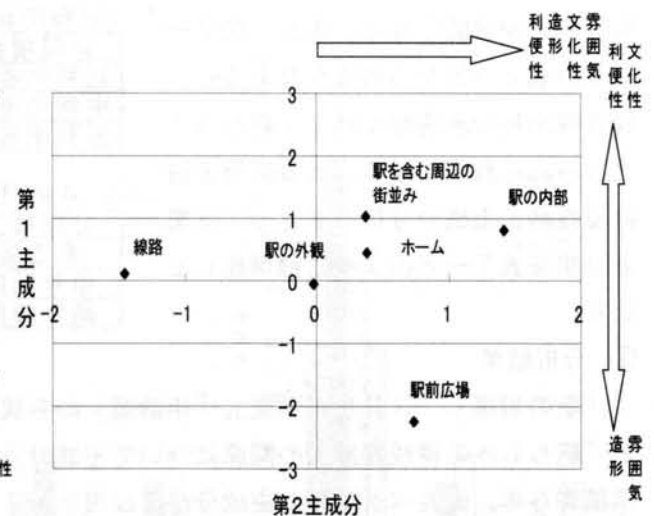 利便性 造形 文化性 雰囲気
利便性 文化性
3
2
1
0
-1
-2
-3
-2 -1 0 1 2
第1主成分
第2主成分
駅を含む周辺の
街並み
駅の内部
線路
駅の外観
ホーム
駅前広場
造形 雰囲気
性